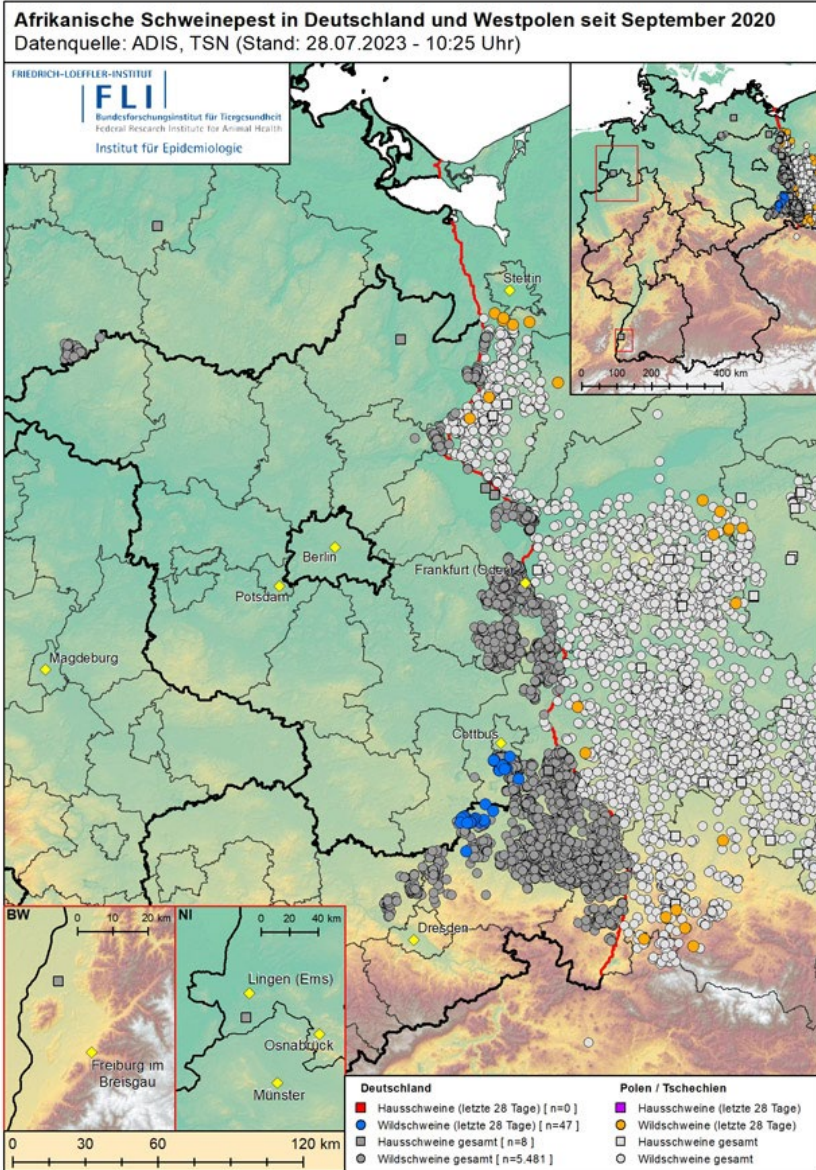 Afrikanische Schweinepest in Deutschland und Westpolen seit September 2020
Datenquelle: ADIS, TSN (Stand: 28.07.2023 - 10:25 Uhr)
FRIEDRICH-LOEFFLER-INSTITUT
FLI
Bundesforschungsinstitut für Tiergesundheit
Federal Research Institute for Animal Health
Institut für Epidemiologie
0 100 200 400 km
Stettin
Berlin
Frankfurt (Oder)
Potsdam
Magdeburg
Cottbus
Dresden
BW
0 10 20 km
Freiburg im
Breisgau
NI
0 20 40 km
Lingen (Ems)
Osnabrück
Münster
0 30 60 120 km
Deutschland
Hausschweine (letzte 28 Tage) [ n=0 ]
Wildschweine (letzte 28 Tage) [ n=47 ]
Hausschweine gesamt [ n=8 ]
Wildschweine gesamt [ n=5.481 ]
Polen / Tschechien
Hausschweine (letzte 28 Tage)
Wildschweine (letzte 28 Tage)
Hausschweine gesamt
Wildschweine gesamt